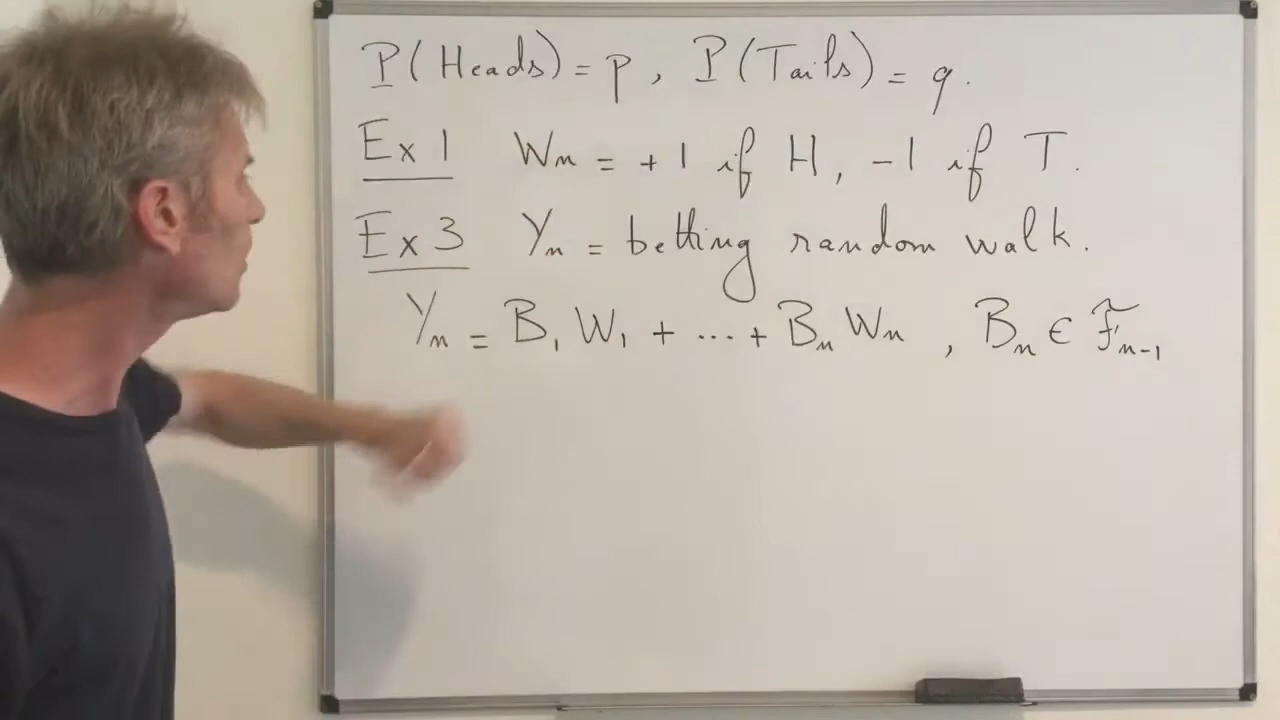 P(Heads) = p, P(Tails) = q.
Ex 1 Wₙ = +1 if H, -1 if T.
Ex 3 Yₙ = betting random walk.
Yₙ = B₁ W₁ + ... + Bₙ Wₙ, Bₙ ∈ F̃ₙ₋₁